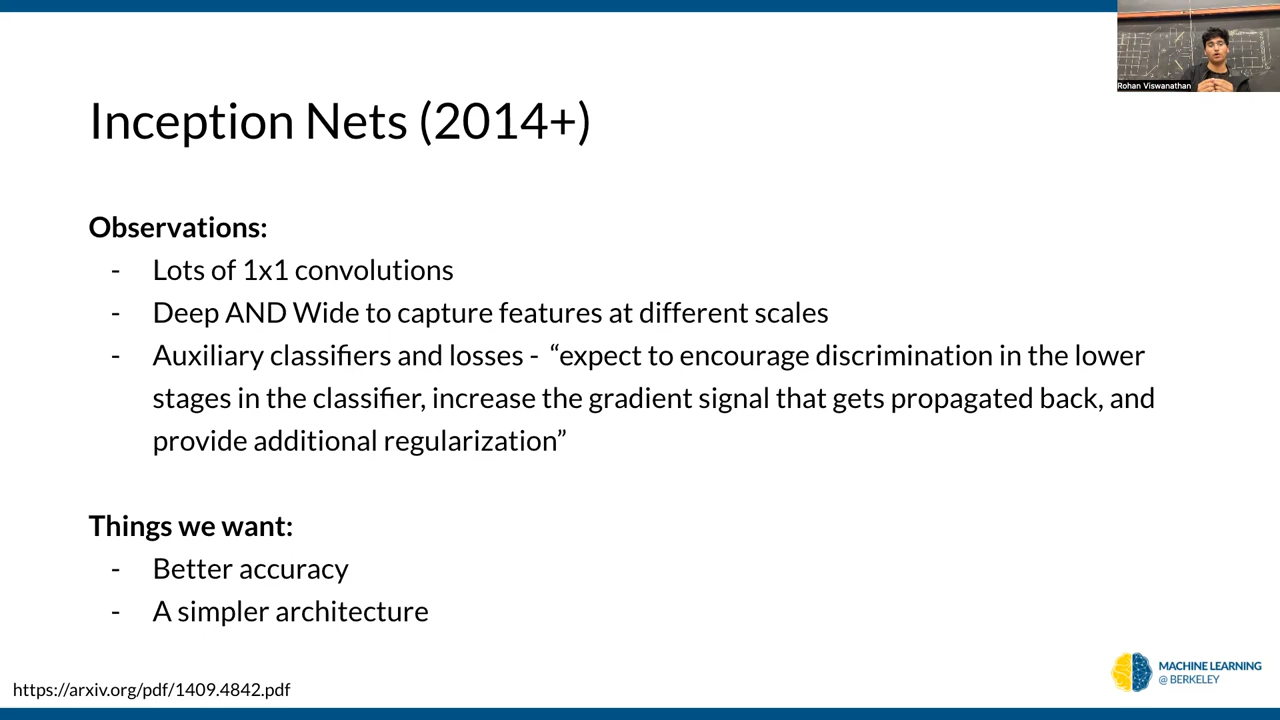 Rohan Viswanathan
Inception Nets (2014+)
Observations:
- Lots of 1x1 convolutions
- Deep AND Wide to capture features at different scales
- Auxiliary classifiers and losses - “expect to encourage discrimination in the lower
stages in the classifier, increase the gradient signal that gets propagated back, and
provide additional regularization”
Things we want:
- Better accuracy
- A simpler architecture
https://arxiv.org/pdf/1409.4842.pdf
MACHINE LEARNING
@ BERKELEY